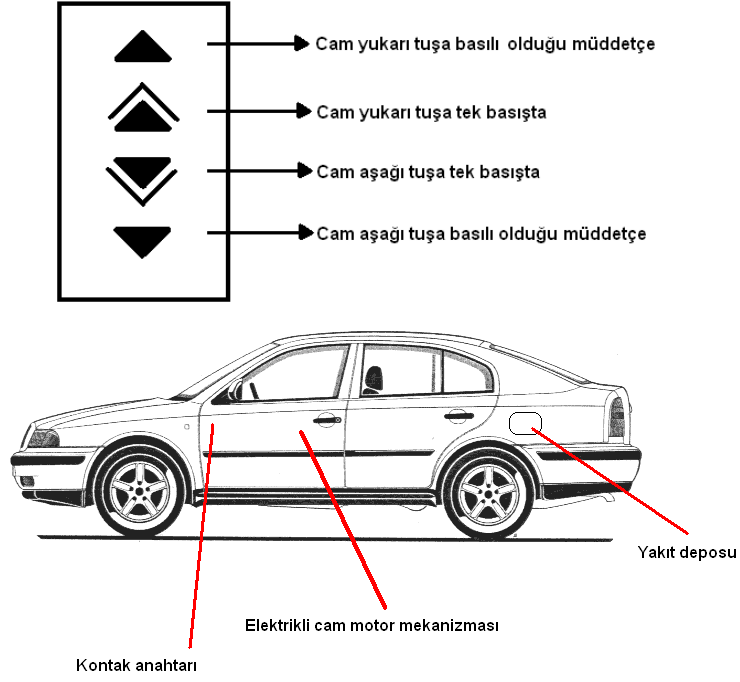 Cam yukarı tuşa basılı olduğu müddetçe
Cam yukarı tuşa tek basışta
Cam aşağı tuşa tek basışta
Cam aşağı tuşa basılı olduğu müddetçe
Yakıt deposu
Elektrikli cam motor mekanizması
Kontak anahtarı